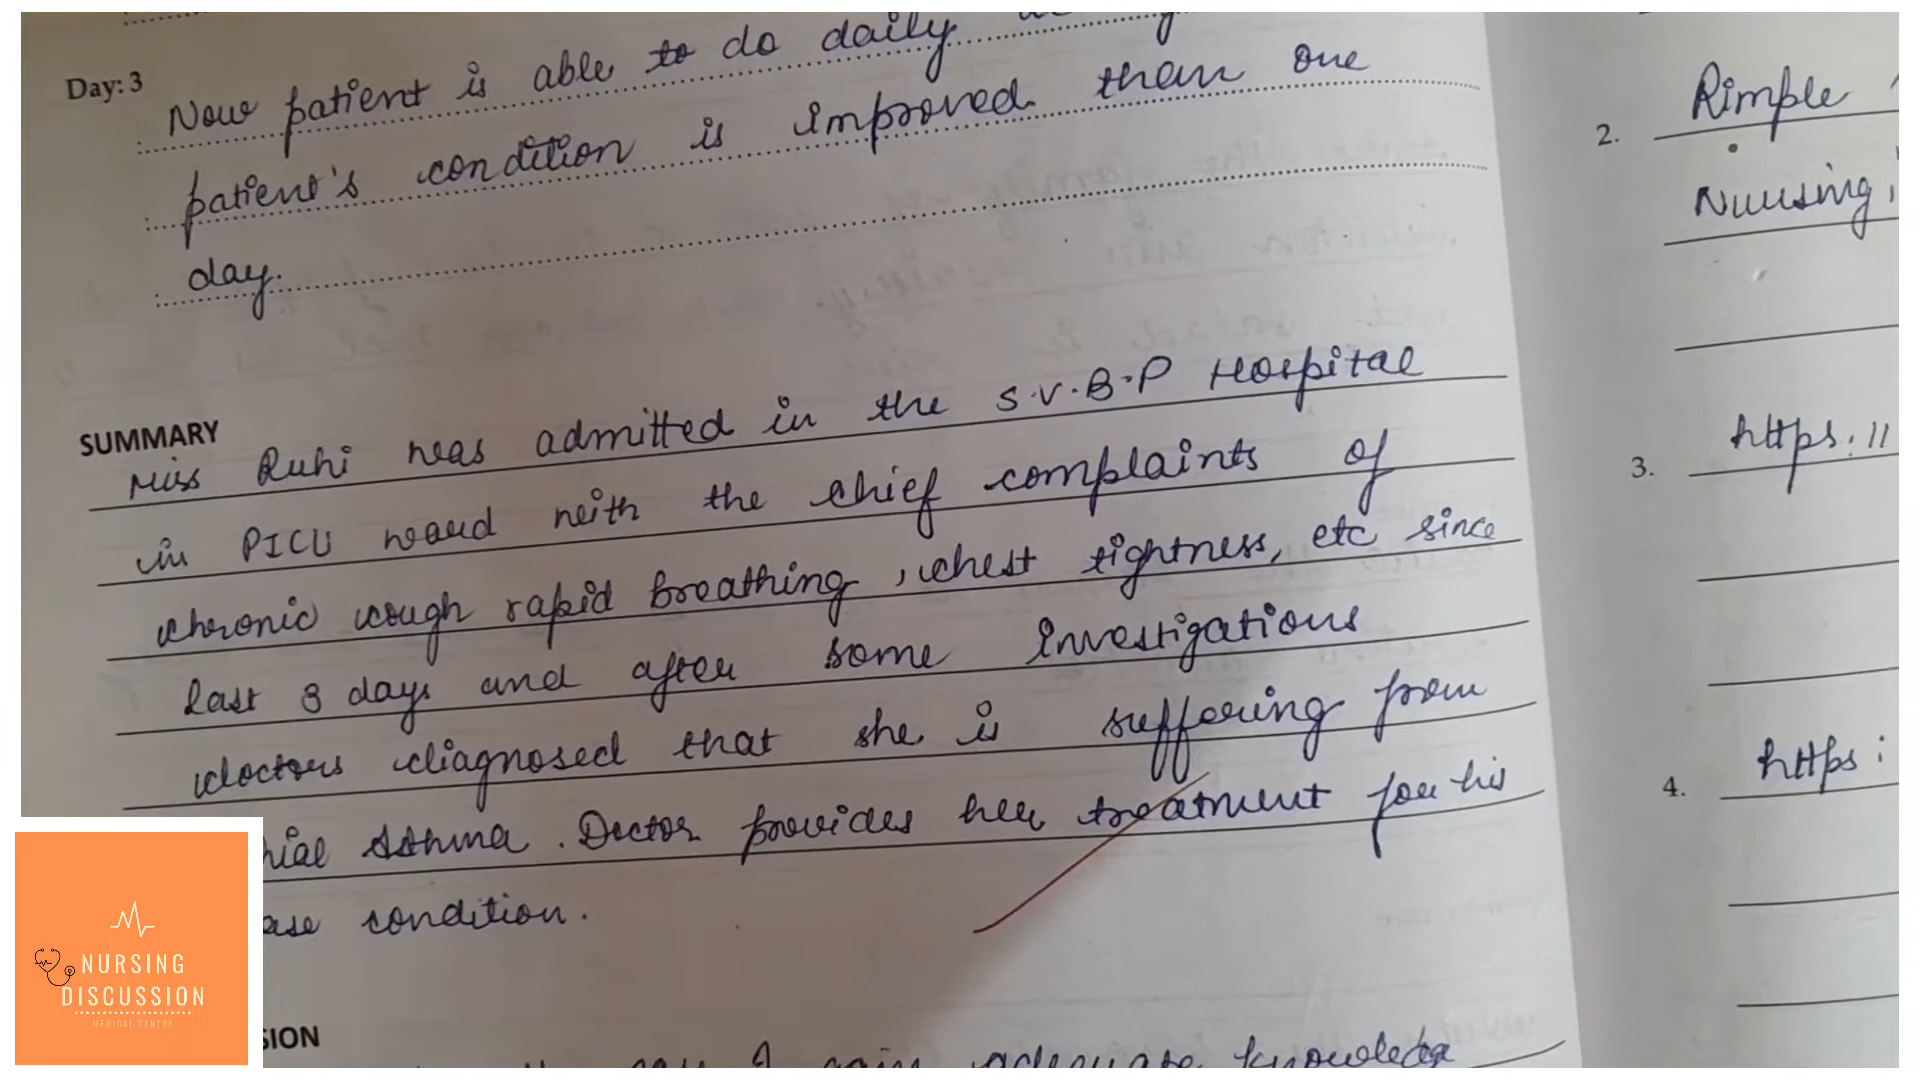 Day: 3
Now patient is able to do daily
patient's condition is improved than one
day.
SUMMARY
Miss Ruhi was admitted in the S.V.B.P Hospital
in PICU ward with the chief complaints of
chronic cough rapid breathing, chest tightness, etc since
last 3 days and after some investigations
doctors diagnosed that she is suffering from
hial Asthma. Doctor provides her treatment for his
ase condition.
SION
I gain adequate knowledge
2. Rimple
Nursing,
3. https://
4. https:
NURSING
DISCUSSION
MEDICAL CENTRE